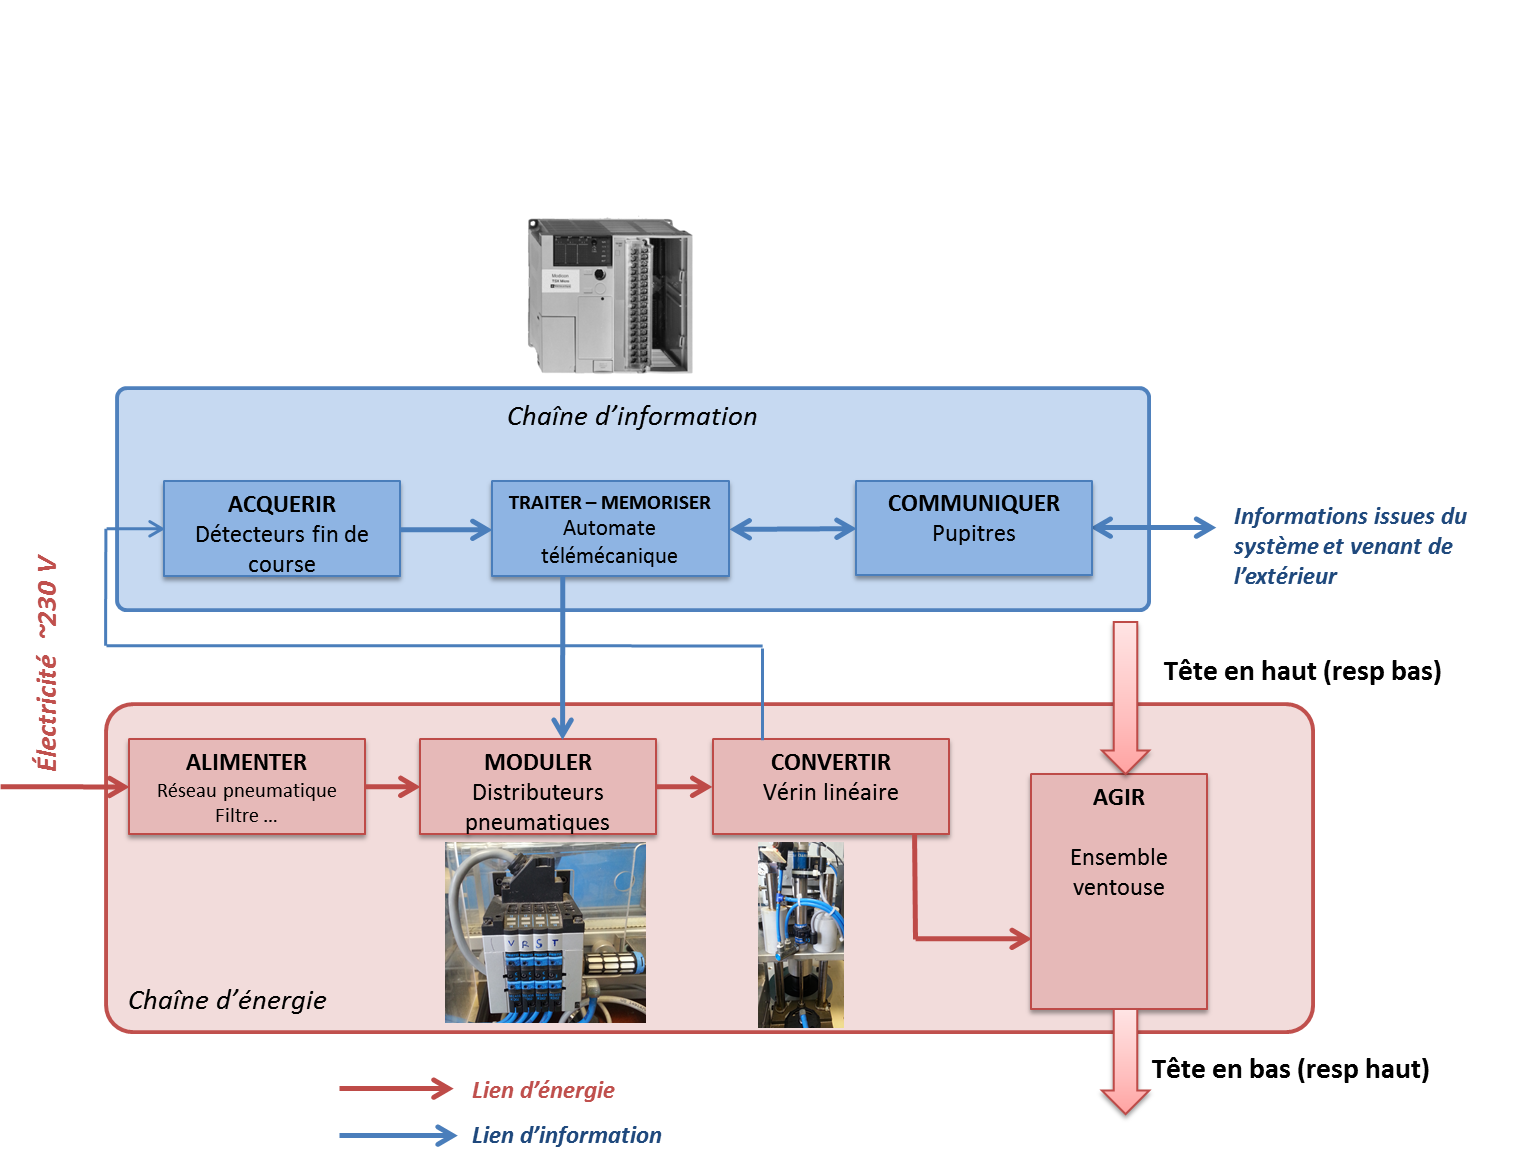 Chaîne d’information
ACQUERIR
Détecteurs fin de
course
TRAITER – MEMORISER
Automate
télémécanique
COMMUNIQUER
Pupitres
Informations issues du
système et venant de
l’extérieur
Électricité ~230 V
Tête en haut (resp bas)
ALIMENTER
Réseau pneumatique
Filtre ...
MODULER
Distributeurs
pneumatiques
CONVERTIR
Vérin linéaire
AGIR
Ensemble
ventouse
V R S T
Chaîne d’énergie
Tête en bas (resp haut)
Lien d’énergie
Lien d’information